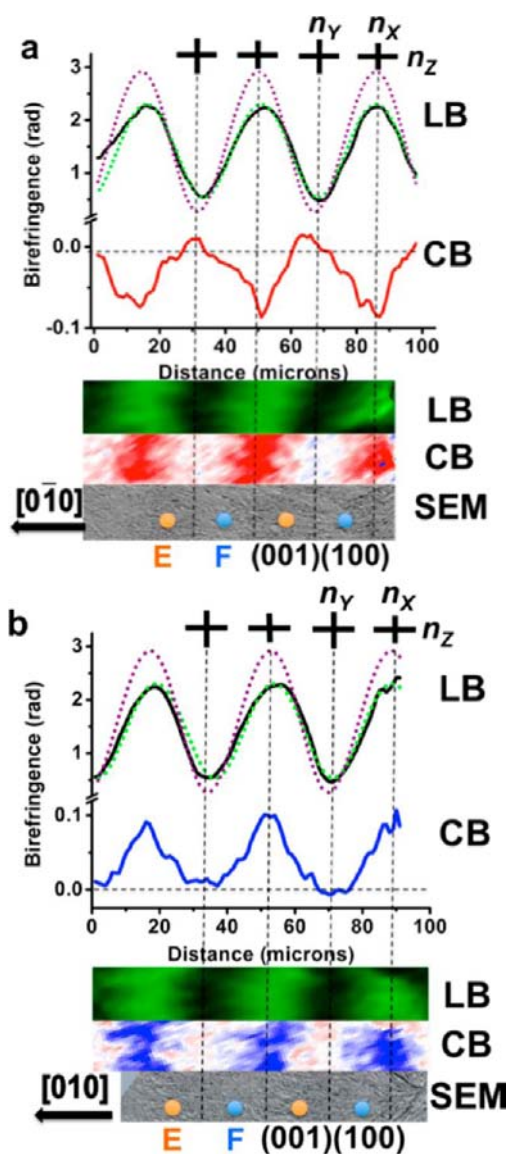 a
n_Y n_X
n_Z
3
LB
2
1
Birefringence (rad)
0.0
CB
-0.1
0 20 40 60 80 100
Distance (microns)
LB
CB
[01̄0]
SEM
E F (001)(100)
b
n_Y n_X
n_Z
3
LB
2
1
Birefringence (rad)
0.1
CB
0.0
0 20 40 60 80 100
Distance (microns)
LB
CB
[010]
SEM
E F (001)(100)